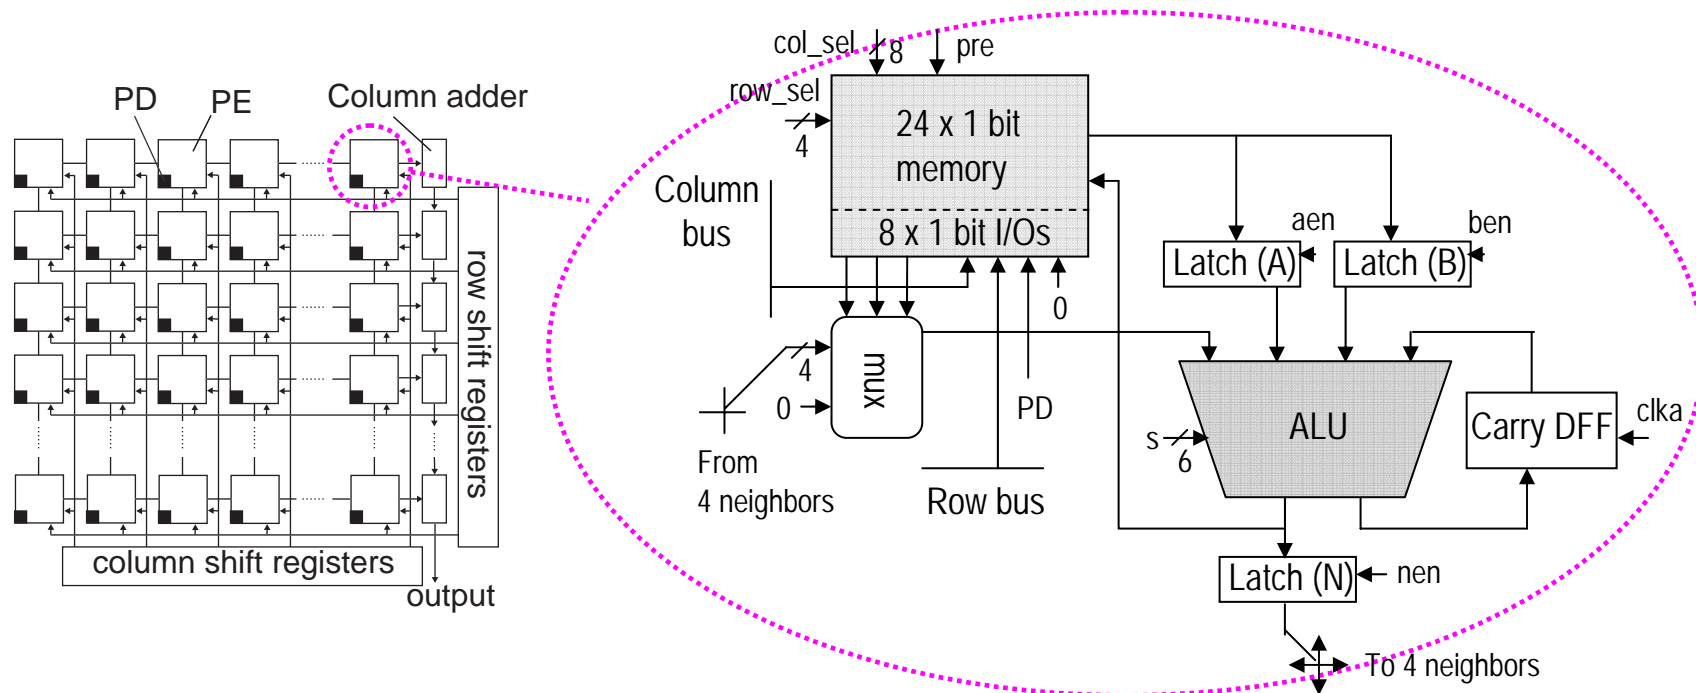 PD
PE
Column adder
row shift registers
column shift registers
output
col_sel
8
pre
row_sel
4
24 x 1 bit
memory
8 x 1 bit I/Os
Column
bus
aen
ben
Latch (A)
Latch (B)
0
mux
4
0
From
4 neighbors
PD
Row bus
s
6
ALU
Carry DFF
clka
Latch (N)
nen
To 4 neighbors